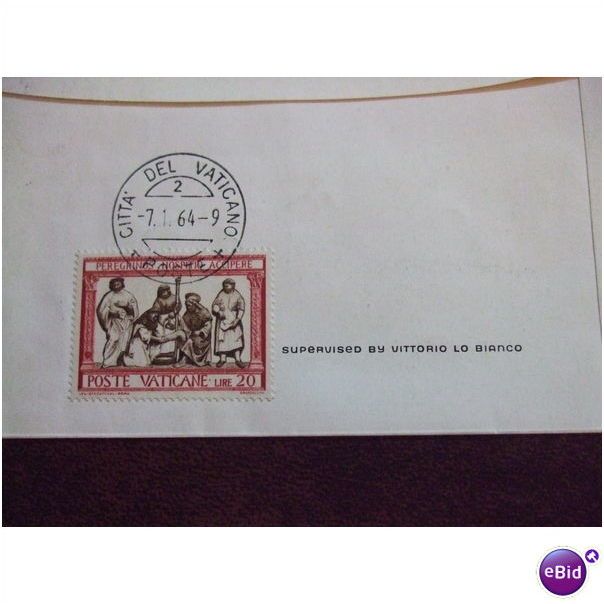 CITTA' DEL VATICANO
2
-7.1.64-9
PEREGRINOS HOSPITIO ACCIPERE
SUPERVISED BY VITTORIO LO BIANCO
POSTE VATICANE LIRE 20
eBid